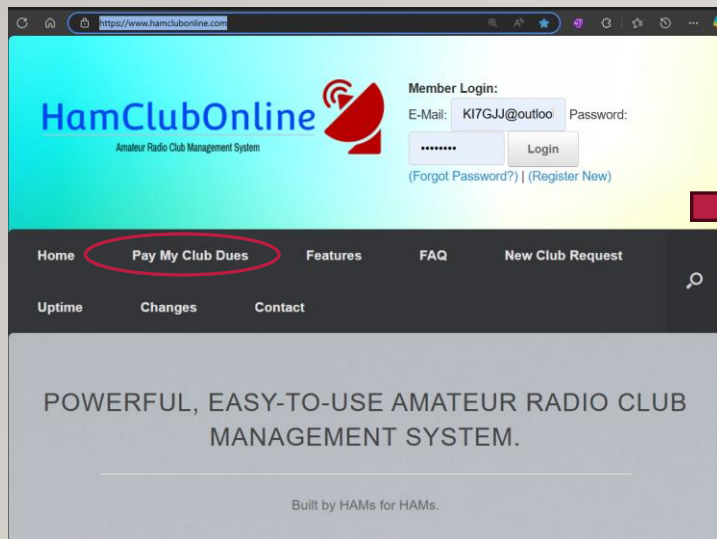 https://www.hamclubonline.com
HamClubOnline
Amateur Radio Club Management System
Member Login:
E-Mail: KI7GJJ@outloo Password:
•••••••• Login
(Forgot Password?) | (Register New)
Home Pay My Club Dues Features FAQ New Club Request
Uptime Changes Contact
POWERFUL, EASY-TO-USE AMATEUR RADIO CLUB
MANAGEMENT SYSTEM.
Built by HAMs for HAMs.